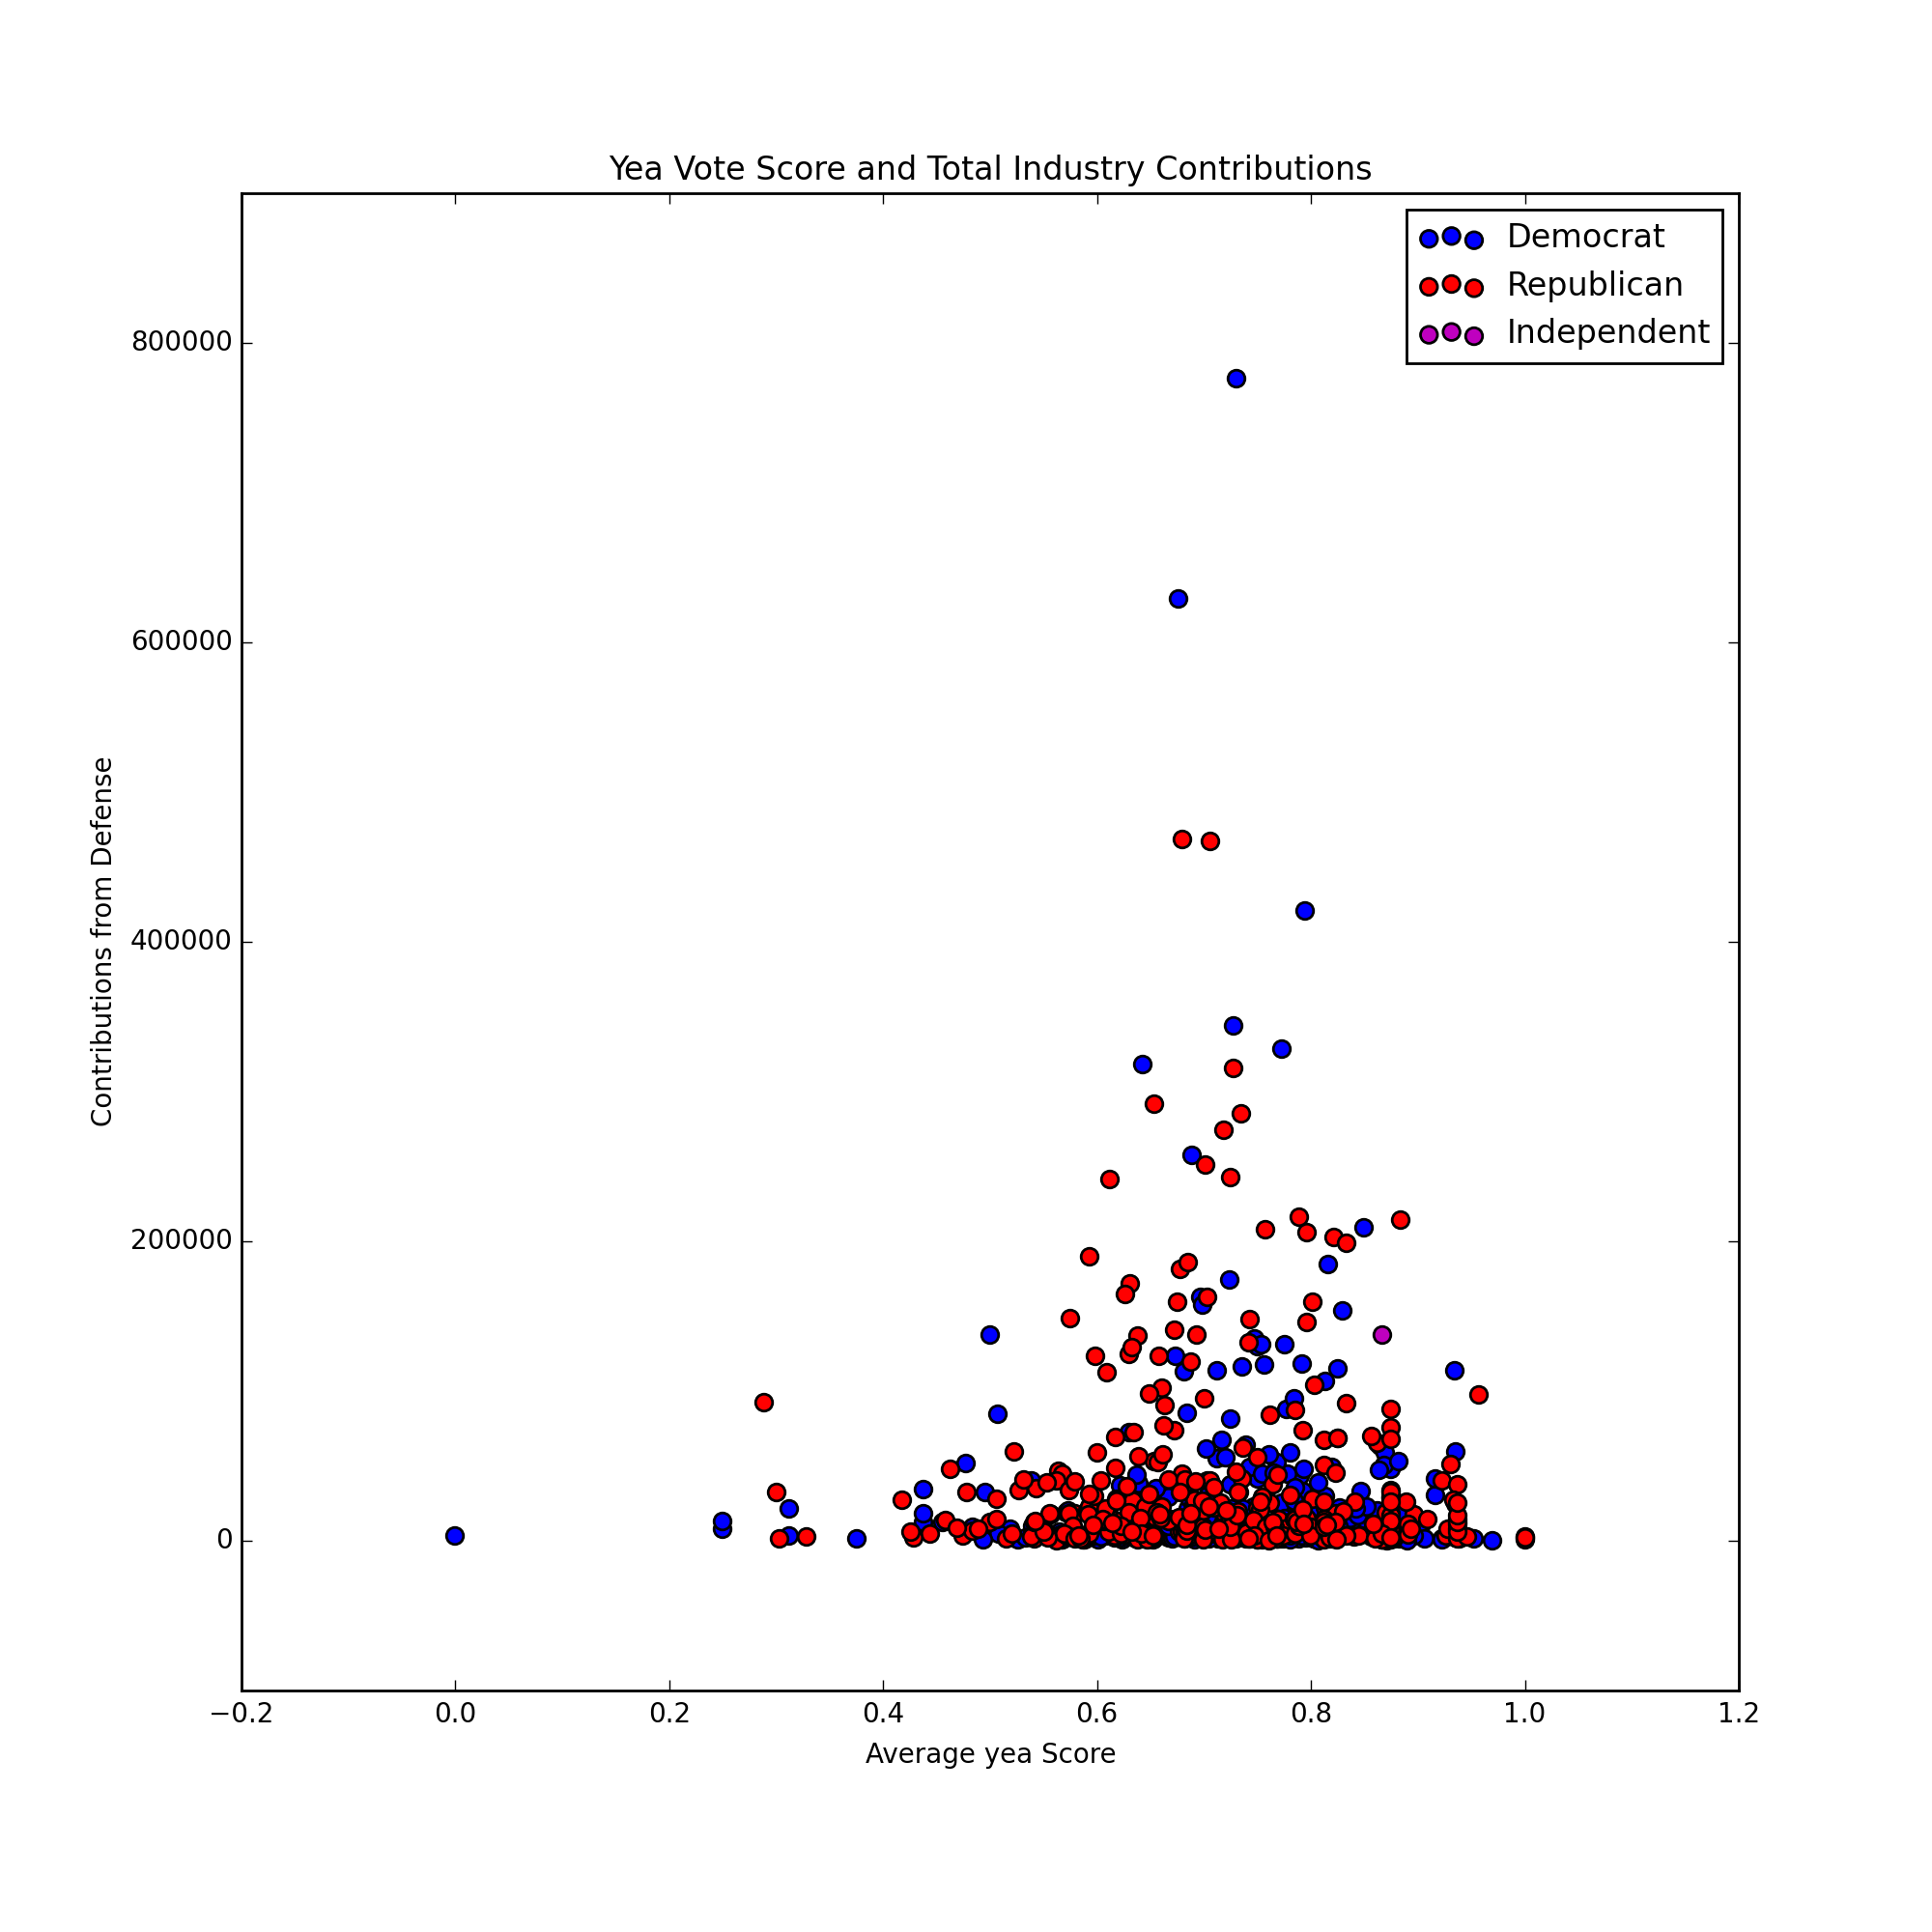 Yea Vote Score and Total Industry Contributions
Democrat
Republican
Independent
800000
600000
400000
200000
0
Contributions from Defense
−0.2 0.0 0.2 0.4 0.6 0.8 1.0 1.2
Average yea Score